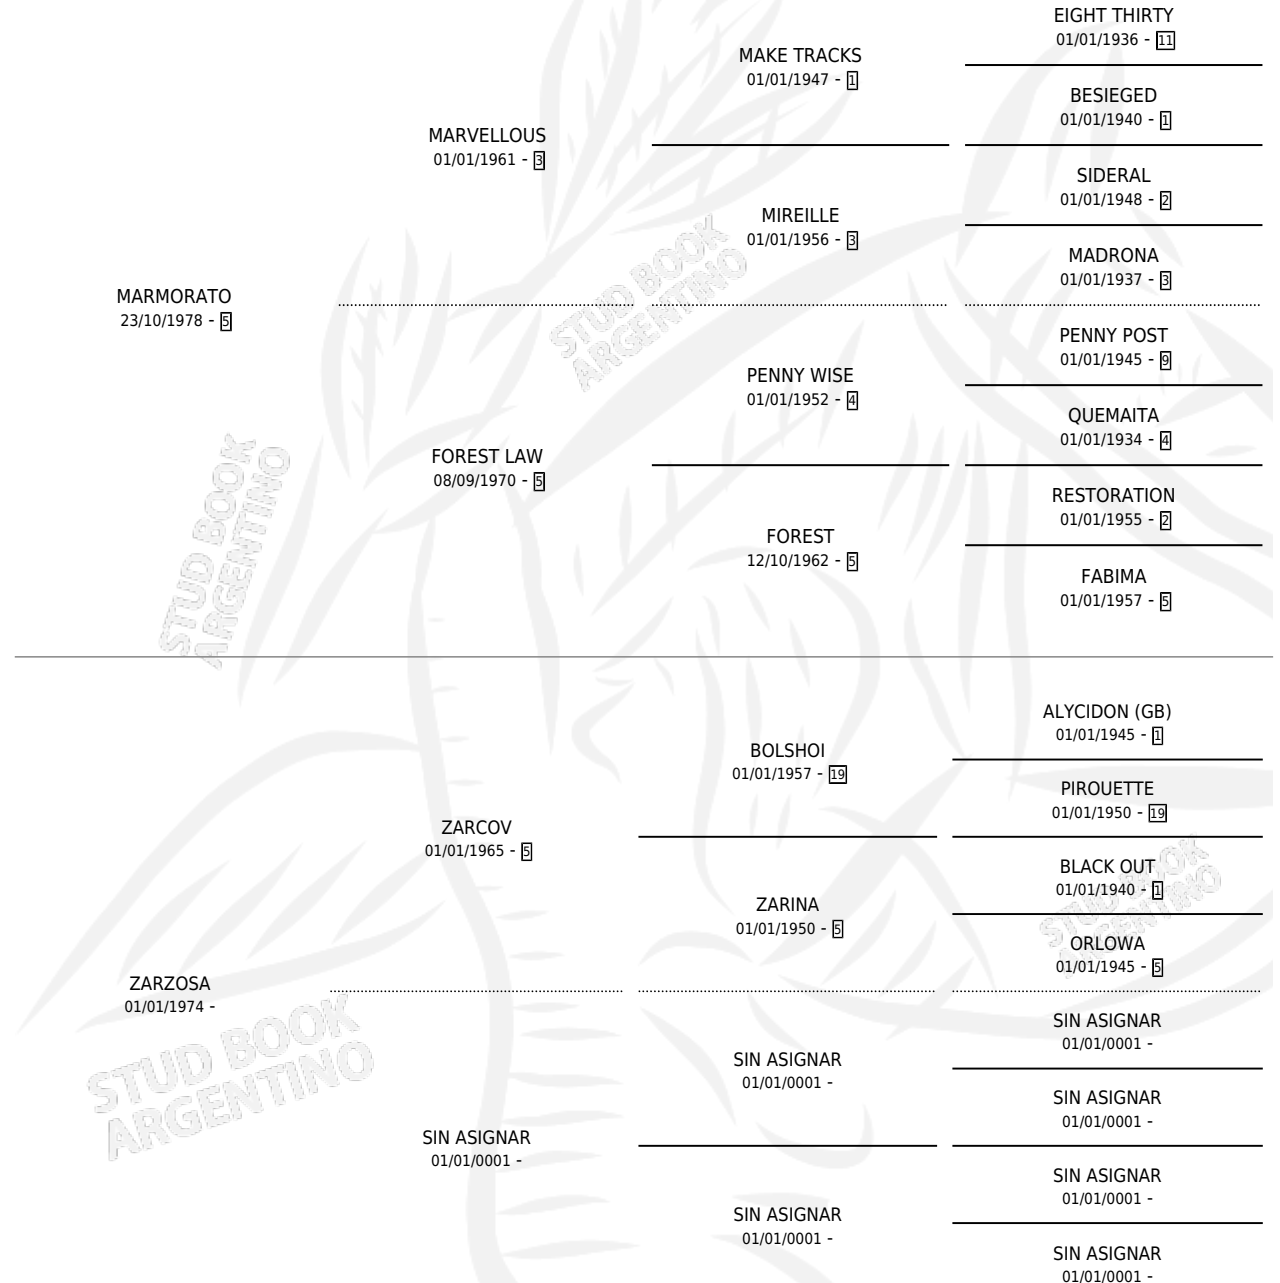 EIGHT THIRTY
01/01/1936 - 11
MAKE TRACKS
01/01/1947 - 1
BESIEGED
01/01/1940 - 1
MARVELLOUS
01/01/1961 - 3
SIDERAL
01/01/1948 - 2
MIREILLE
01/01/1956 - 3
MADRONA
01/01/1937 - 3
MARMORATO
23/10/1978 - 5
PENNY POST
01/01/1945 - 9
PENNY WISE
01/01/1952 - 4
QUEMAITA
01/01/1934 - 4
FOREST LAW
08/09/1970 - 5
RESTORATION
01/01/1955 - 2
FOREST
12/10/1962 - 5
FABIMA
01/01/1957 - 5
STUD BOOK
ARGENTINO
STUD BOOK
ARGENTINO
ALYCIDON (GB)
01/01/1945 - 1
BOLSHOI
01/01/1957 - 19
PIROUETTE
01/01/1950 - 19
ZARCOV
01/01/1965 - 5
BLACK OUT
01/01/1940 - 1
ZARINA
01/01/1950 - 5
ORLOWA
01/01/1945 - 5
STUD BOOK
ARGENTINO
ZARZOSA
01/01/1974 -
SIN ASIGNAR
01/01/0001 -
SIN ASIGNAR
01/01/0001 -
SIN ASIGNAR
01/01/0001 -
SIN ASIGNAR
01/01/0001 -
SIN ASIGNAR
01/01/0001 -
SIN ASIGNAR
01/01/0001 -
SIN ASIGNAR
01/01/0001 -
STUD BOOK
ARGENTINO